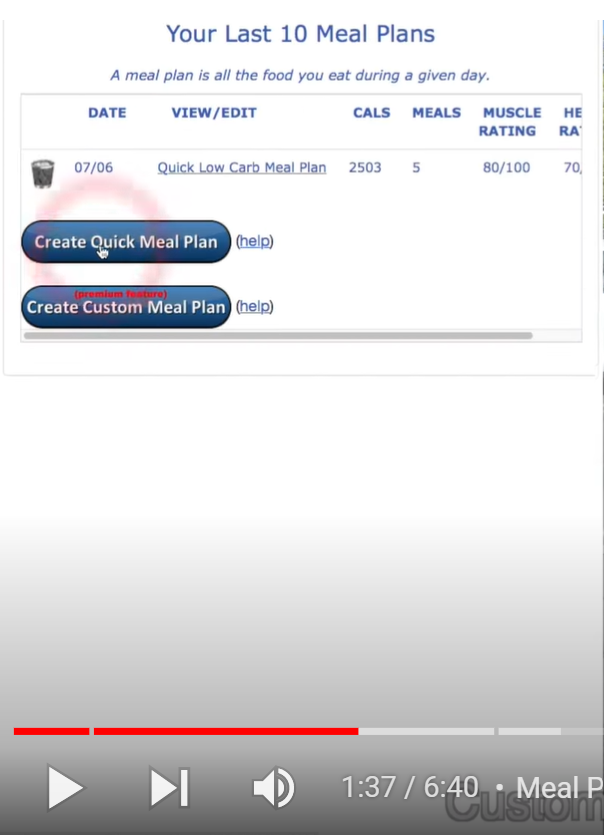 Your Last 10 Meal Plans
A meal plan is all the food you eat during a given day.
DATE VIEW/EDIT CALS MEALS MUSCLE RATING HE RA
07/06 Quick Low Carb Meal Plan 2503 5 80/100 70,
Create Quick Meal Plan (help)
(premium feature)
Create Custom Meal Plan (help)
1:37 / 6:40 • Meal P
Custom